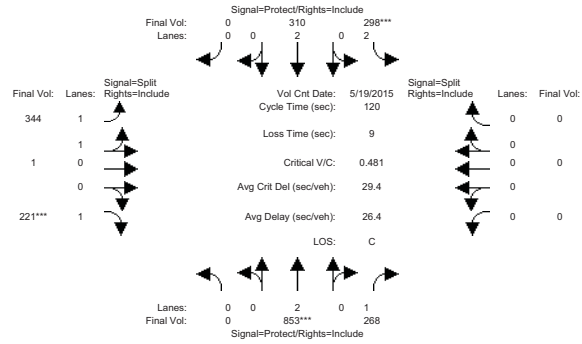 Signal=Protect/Rights=Include
Final Vol: 0 310 298***
Lanes: 0 0 2 0 2
Signal=Split
Final Vol: Lanes: Rights=Include
Vol Cnt Date: 5/19/2015
Signal=Split
Rights=Include Lanes: Final Vol:
Cycle Time (sec): 120
344 1 0 0
Loss Time (sec): 9
1 0
1 0 Critical V/C: 0.481 0 0
0 Avg Crit Del (sec/veh): 29.4 0
221*** 1 Avg Delay (sec/veh): 26.4 0 0
LOS: C
Lanes: 0 0 2 0 1
Final Vol: 0 853*** 268
Signal=Protect/Rights=Include